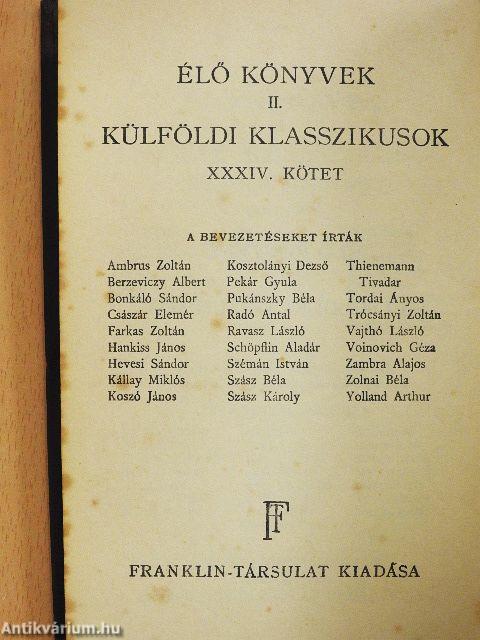 ÉLŐ KÖNYVEK
II.
KÜLFÖLDI KLASSZIKUSOK
XXXIV. KÖTET
A BEVEZETÉSEKET ÍRTÁK
Ambrus Zoltán
Berzeviczy Albert
Bonkáló Sándor
Császár Elemér
Farkas Zoltán
Hankiss János
Hevesi Sándor
Kállay Miklós
Koszó János
Kosztolányi Dezső
Pekár Gyula
Pukánszky Béla
Radó Antal
Ravasz László
Schöpflin Aladár
Szémán István
Szász Béla
Szász Károly
Thienemann
Tivadar
Tordai Ányos
Trócsányi Zoltán
Vajthó László
Voinovich Géza
Zambra Alajos
Zolnai Béla
Yolland Arthur
FT
FRANKLIN-TÁRSULAT KIADÁSA
Antikvárium.hu